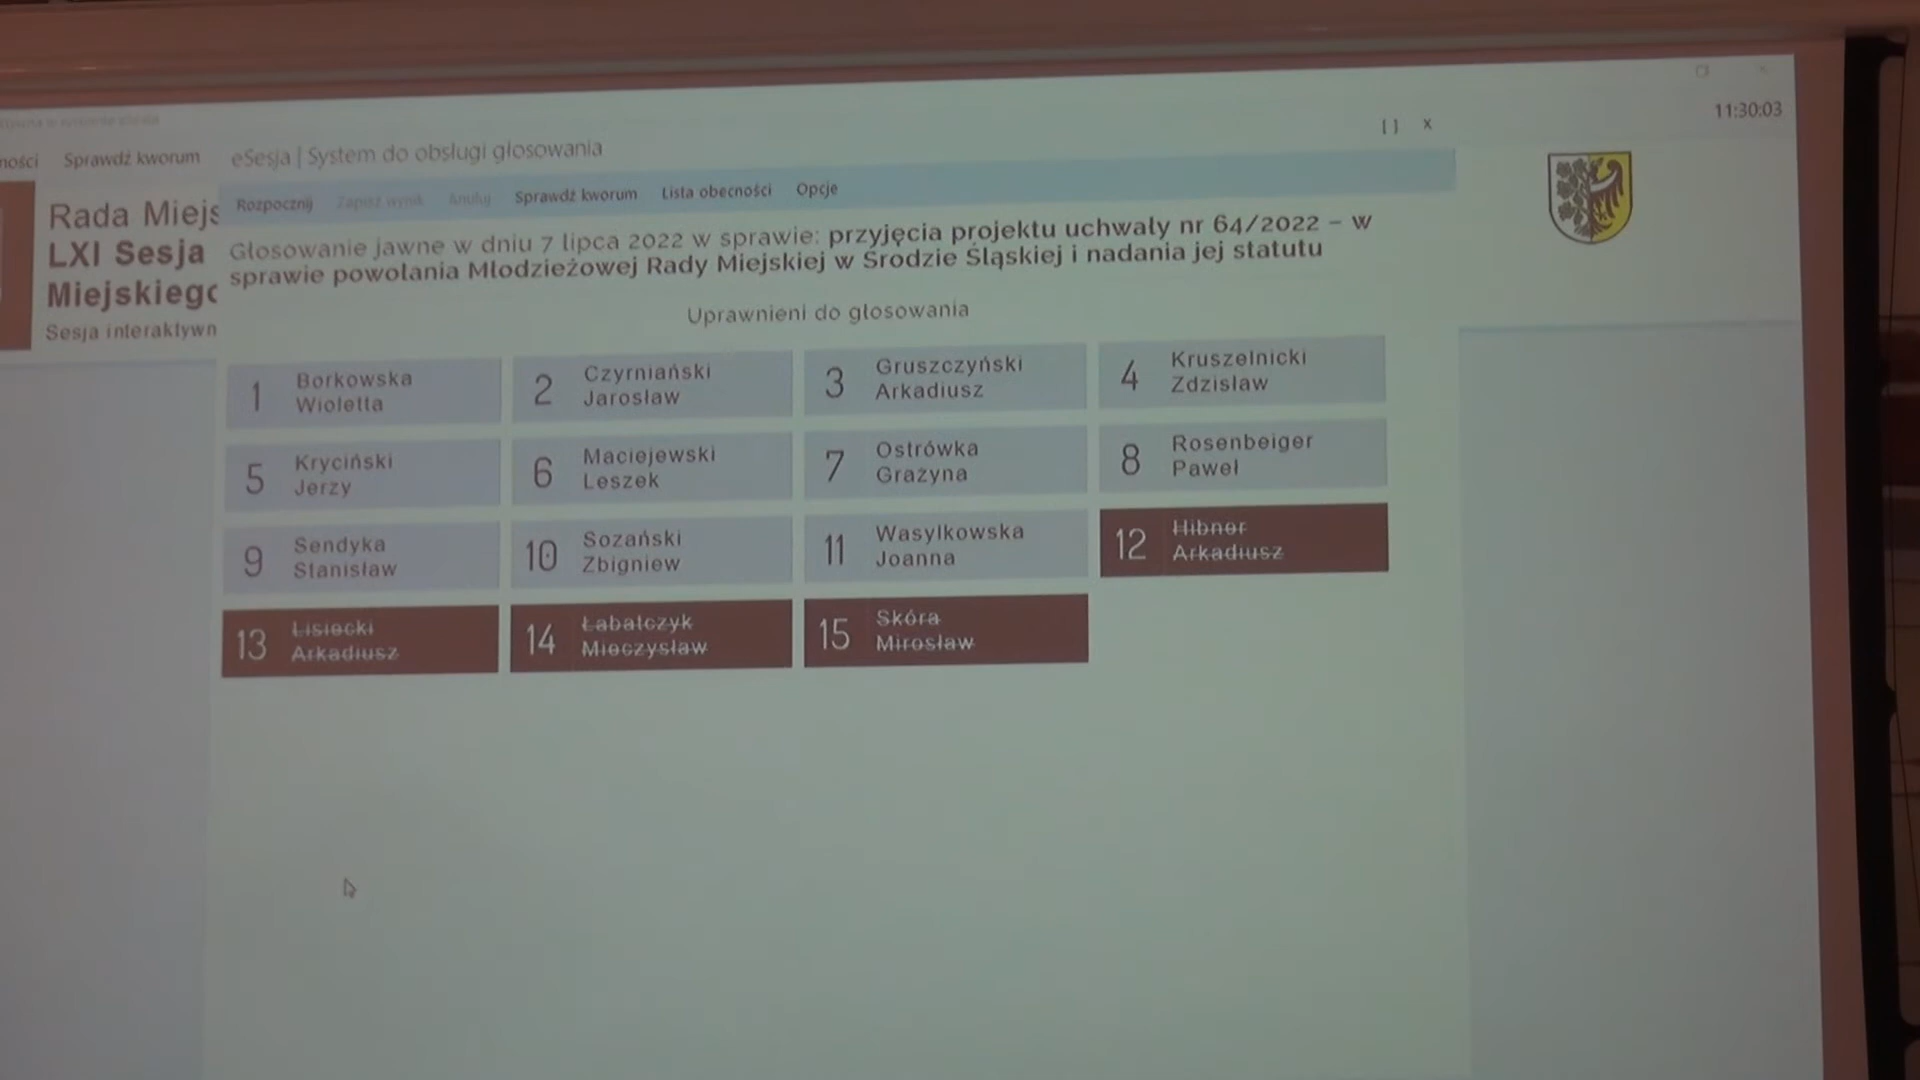 11:30:03
ności Sprawdź kworum
eSesja | System do obsługi głosowania
[ ] x
Rozpocznij Zapisz wynik Anuluj Sprawdź kworum Lista obecności Opcje
Rada Miejs
LXI Sesja
Miejskiego
Sesja interaktywn
Głosowanie jawne w dniu 7 lipca 2022 w sprawie: przyjęcia projektu uchwały nr 64/2022 – w
sprawie powołania Młodzieżowej Rady Miejskiej w Środzie Śląskiej i nadania jej statutu
Uprawnieni do głosowania
1 Borkowska
Wioletta
2 Czyrniański
Jarosław
3 Gruszczyński
Arkadiusz
4 Kruszelnicki
Zdzisław
5 Kryciński
Jerzy
6 Maciejewski
Leszek
7 Ostrówka
Grażyna
8 Rosenbeiger
Paweł
9 Sendyka
Stanisław
10 Sozański
Zbigniew
11 Wasylkowska
Joanna
12 Hibner
Arkadiusz
13 Lisiecki
Arkadiusz
14 Łabatczyk
Mieczysław
15 Skóra
Mirosław